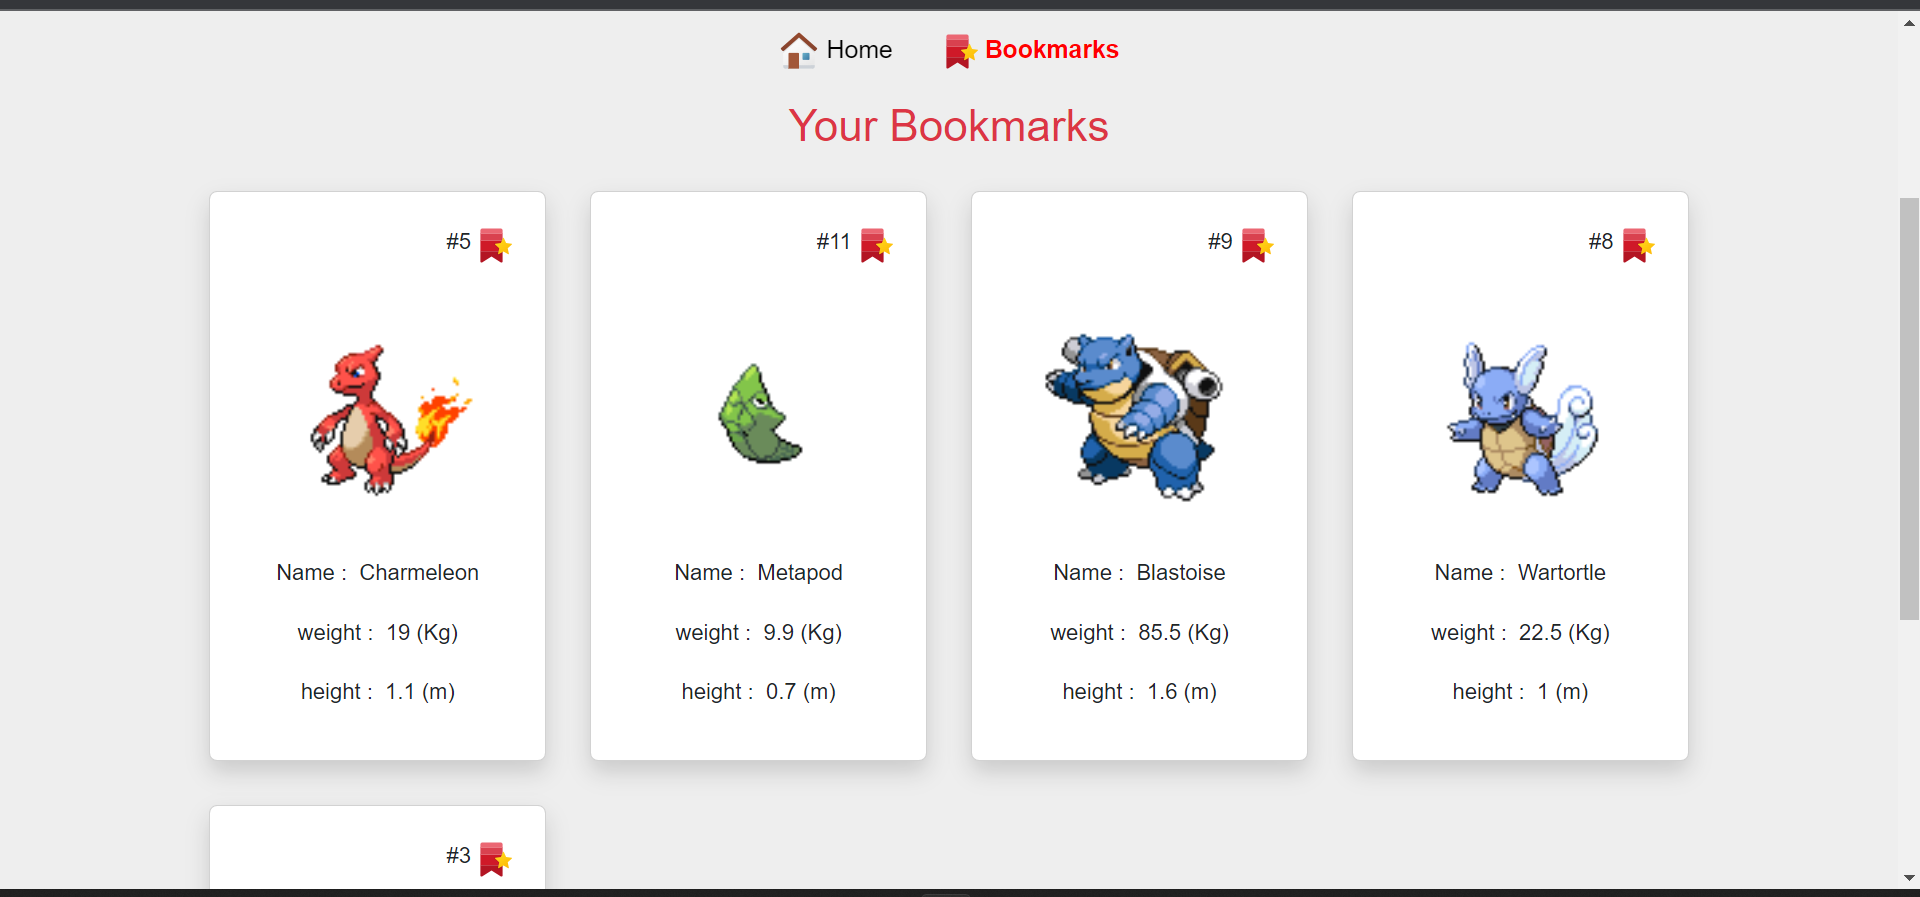 Home Bookmarks
Your Bookmarks
#5
Name : Charmeleon
weight : 19 (Kg)
height : 1.1 (m)
#11
Name : Metapod
weight : 9.9 (Kg)
height : 0.7 (m)
#9
Name : Blastoise
weight : 85.5 (Kg)
height : 1.6 (m)
#8
Name : Wartortle
weight : 22.5 (Kg)
height : 1 (m)
#3